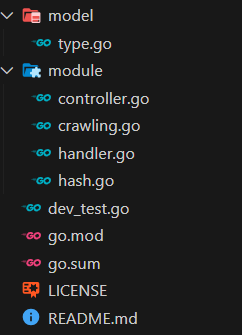 model
type.go
module
controller.go
crawling.go
handler.go
hash.go
dev_test.go
go.mod
go.sum
LICENSE
README.md